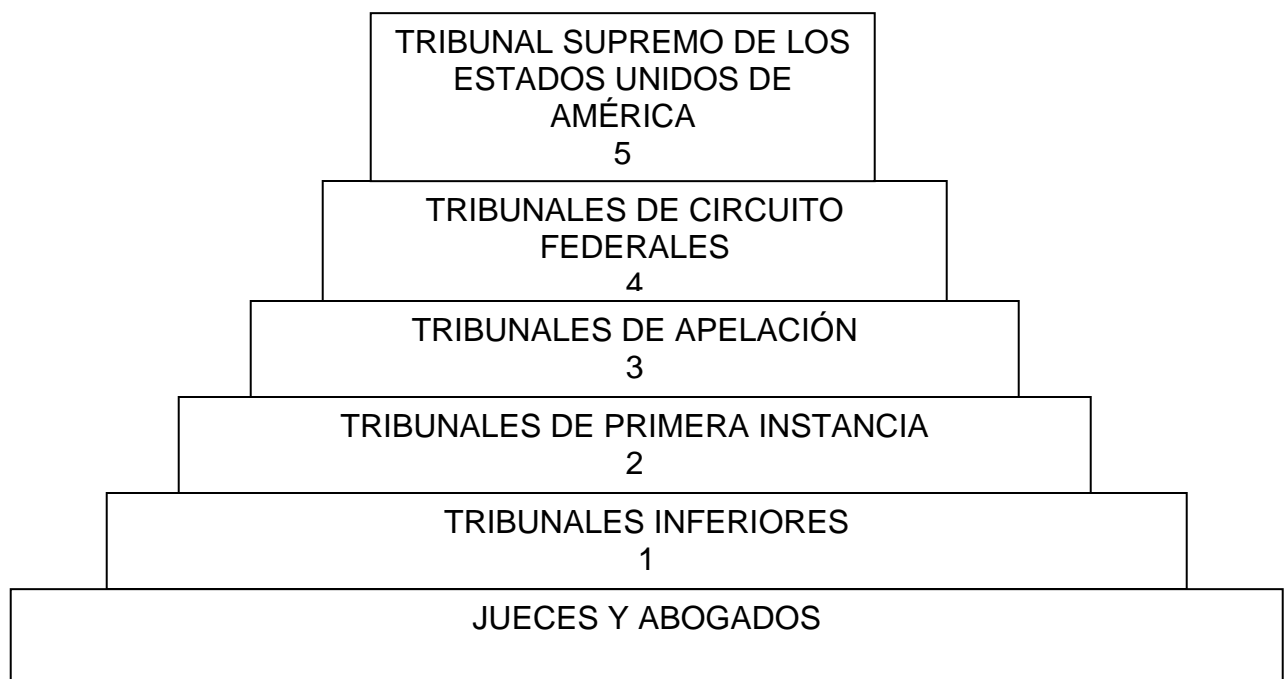 TRIBUNAL SUPREMO DE LOS
ESTADOS UNIDOS DE
AMÉRICA
5
TRIBUNALES DE CIRCUITO
FEDERALES
4
TRIBUNALES DE APELACIÓN
3
TRIBUNALES DE PRIMERA INSTANCIA
2
TRIBUNALES INFERIORES
1
JUECES Y ABOGADOS